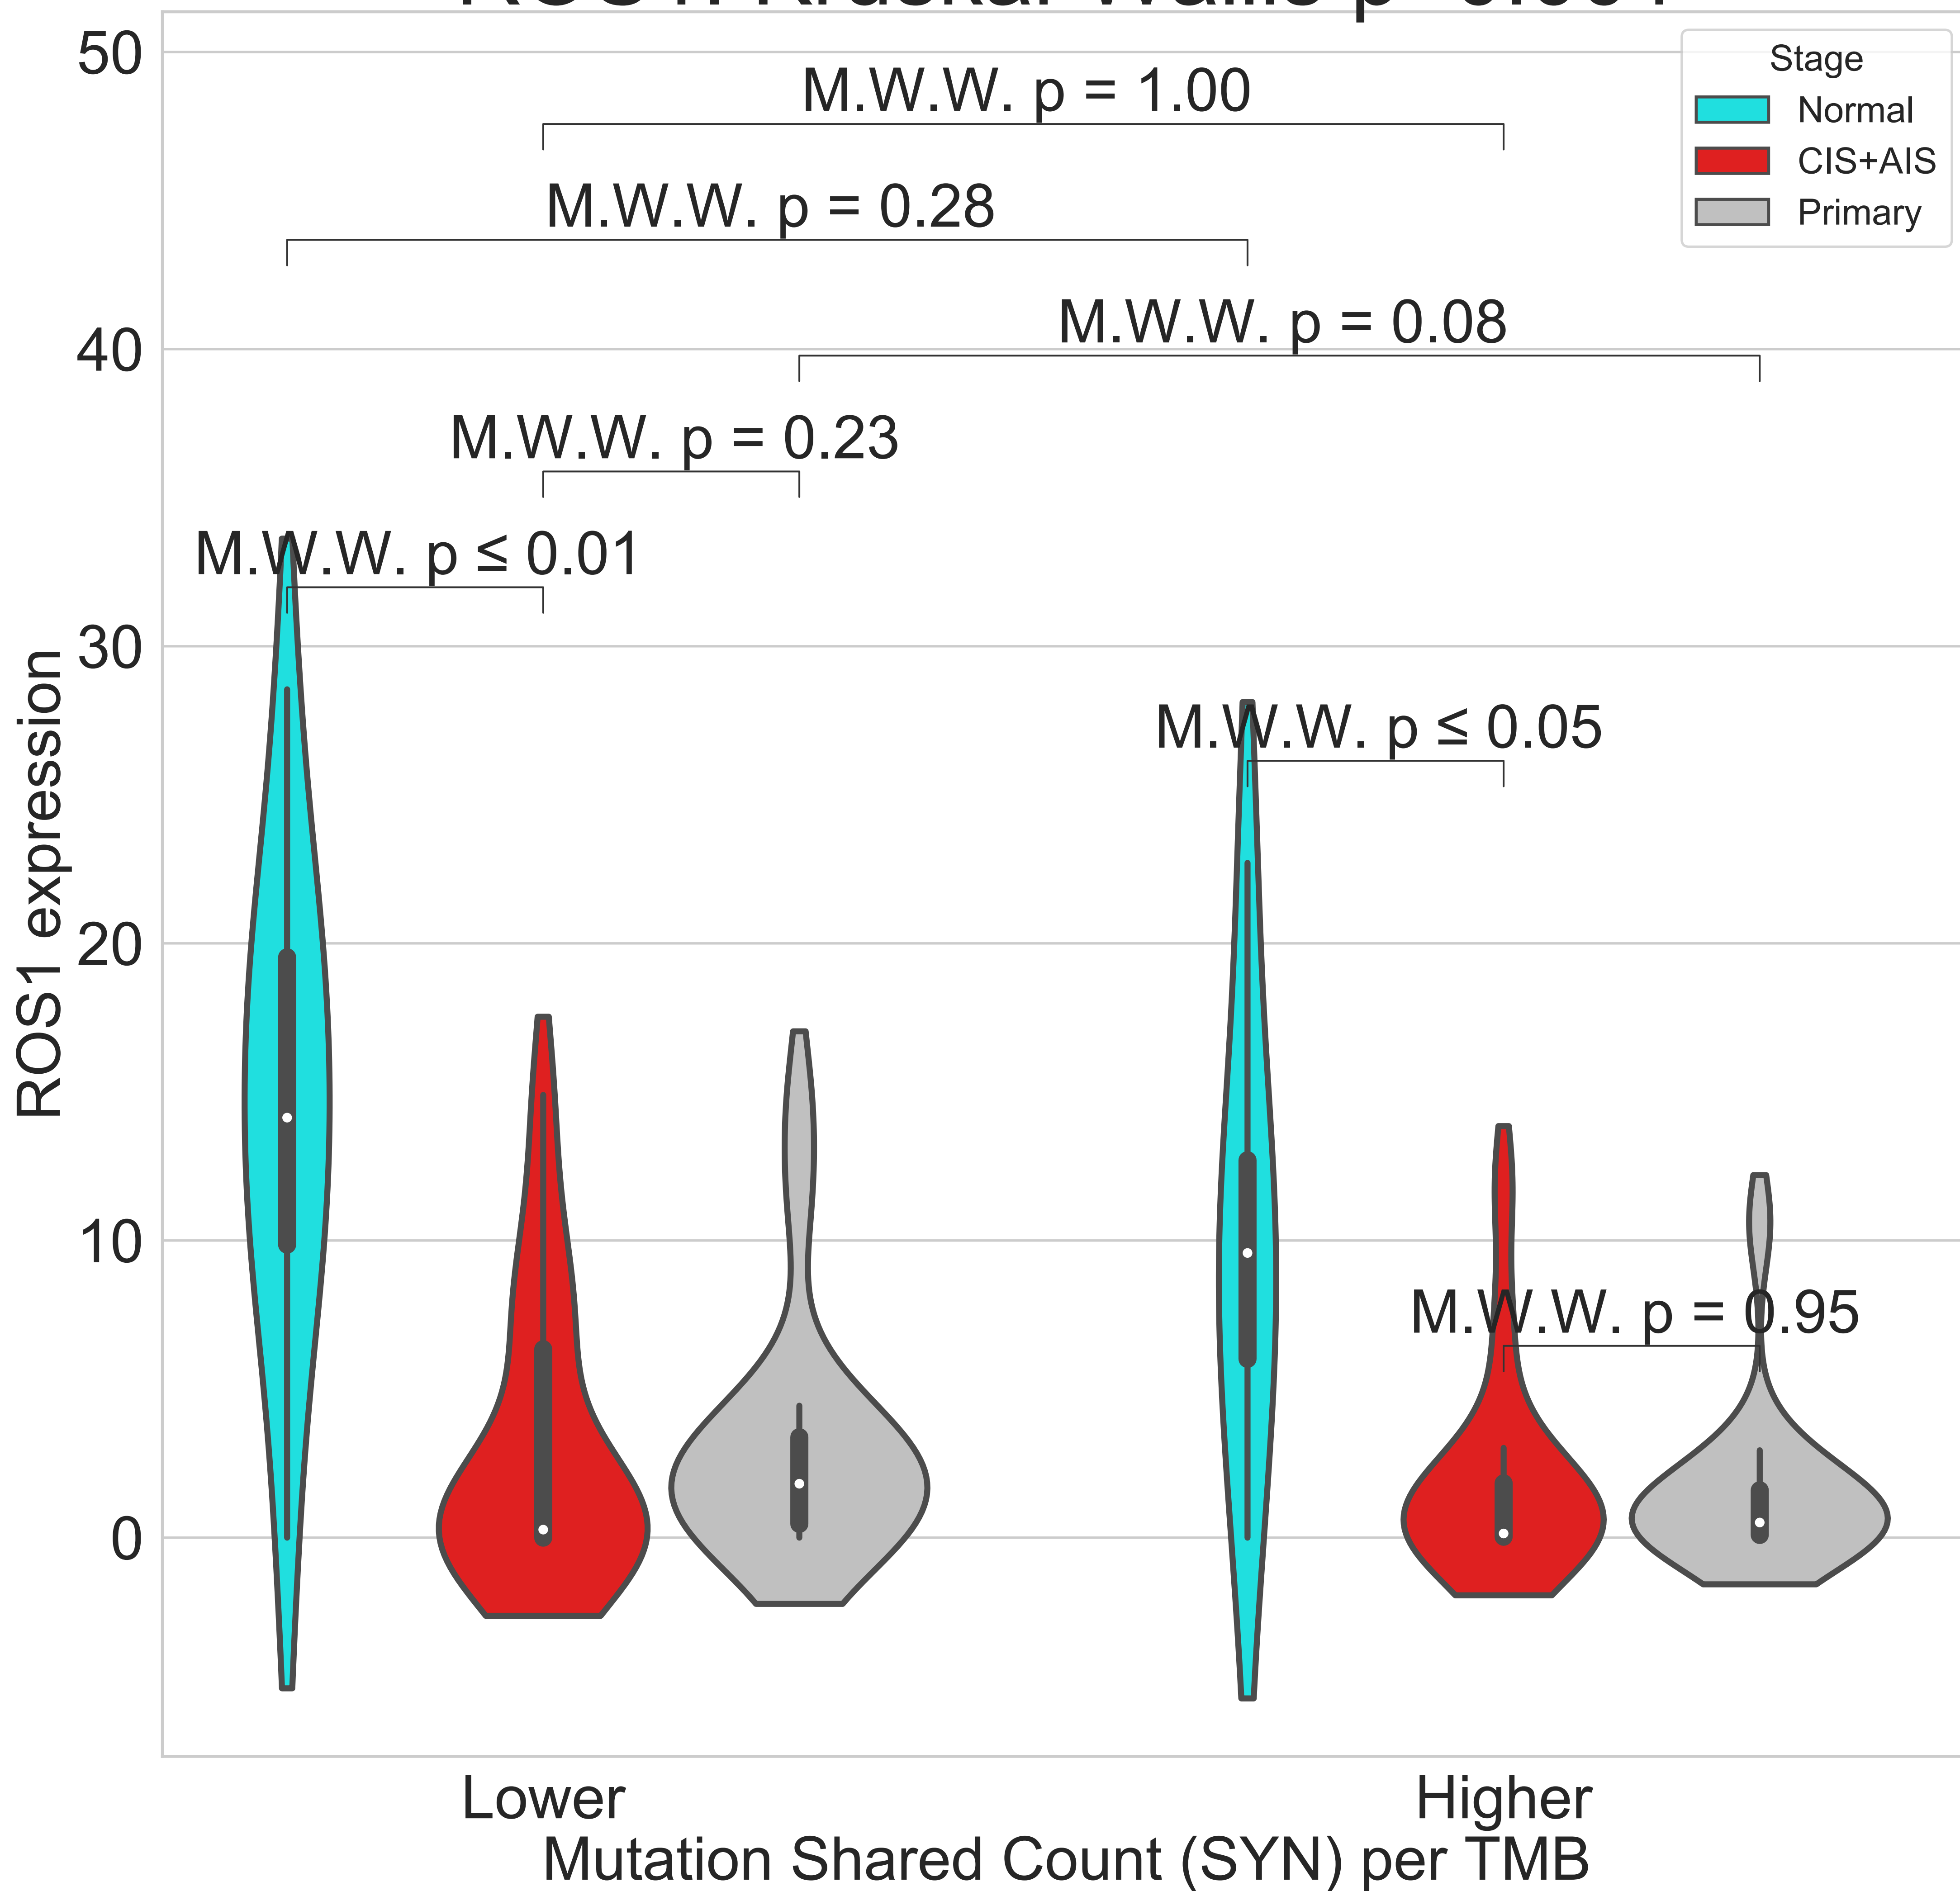 Stage
Normal
CIS+AIS
Primary
M.W.W. p = 1.00
M.W.W. p = 0.28
M.W.W. p = 0.08
M.W.W. p = 0.23
M.W.W. p ≤ 0.01
M.W.W. p ≤ 0.05
M.W.W. p = 0.95
50
40
30
20
10
0
ROS1 expression
Lower
Higher
Mutation Shared Count (SYN) per TMB